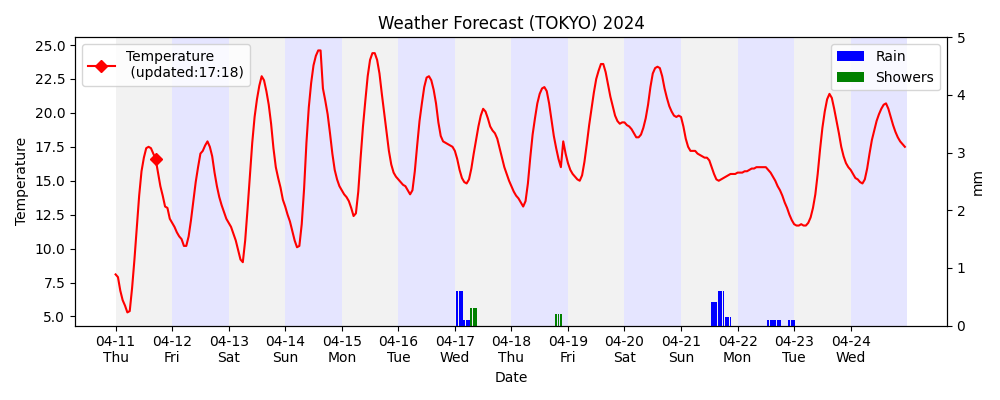 Weather Forecast (TOKYO) 2024
Temperature
(updated:17:18)
Rain
Showers
Temperature
25.0
22.5
20.0
17.5
15.0
12.5
10.0
7.5
5.0
5
4
3
2
1
0
mm
04-11 04-12 04-13 04-14 04-15 04-16 04-17 04-18 04-19 04-20 04-21 04-22 04-23 04-24
Thu Fri Sat Sun Mon Tue Wed Thu Fri Sat Sun Mon Tue Wed
Date